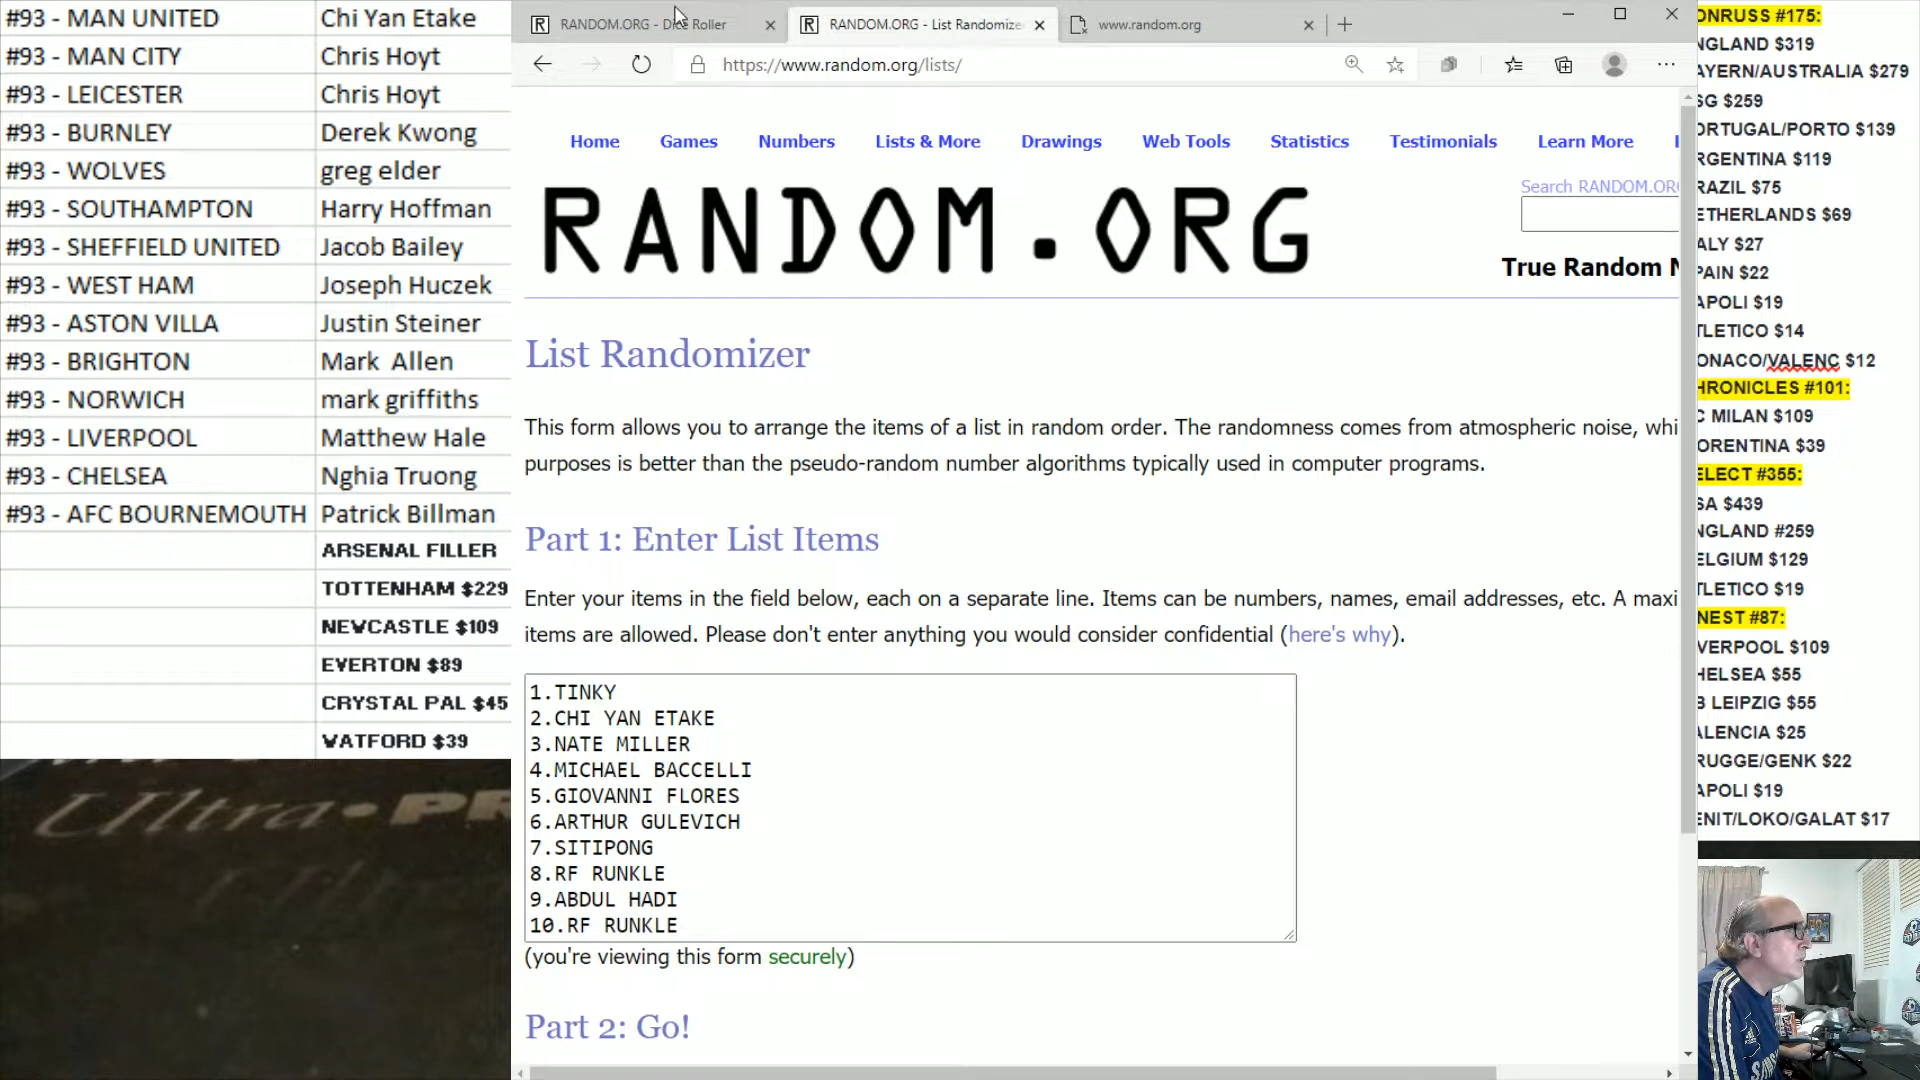 #93 - MAN UNITED Chi Yan Etake
#93 - MAN CITY Chris Hoyt
#93 - LEICESTER Chris Hoyt
#93 - BURNLEY Derek Kwong
#93 - WOLVES greg elder
#93 - SOUTHAMPTON Harry Hoffman
#93 - SHEFFIELD UNITED Jacob Bailey
#93 - WEST HAM Joseph Huczek
#93 - ASTON VILLA Justin Steiner
#93 - BRIGHTON Mark Allen
#93 - NORWICH mark griffiths
#93 - LIVERPOOL Matthew Hale
#93 - CHELSEA Nghia Truong
#93 - AFC BOURNEMOUTH Patrick Billman
ARSENAL FILLER
TOTTENHAM $229
NEWCASTLE $109
EVERTON $89
CRYSTAL PAL $45
WATFORD $39
Ultra
RANDOM.ORG - Dice Roller
RANDOM.ORG - List Randomize
www.random.org
https://www.random.org/lists/
Home Games Numbers Lists & More Drawings Web Tools Statistics Testimonials Learn More
RANDOM.ORG
Search RANDOM.OR
True Random
List Randomizer
This form allows you to arrange the items of a list in random order. The randomness comes from atmospheric noise, whi
purposes is better than the pseudo-random number algorithms typically used in computer programs.
Part 1: Enter List Items
Enter your items in the field below, each on a separate line. Items can be numbers, names, email addresses, etc. A maxi
items are allowed. Please don't enter anything you would consider confidential (here's why).
1.TINKY
2.CHI YAN ETAKE
3.NATE MILLER
4.MICHAEL BACCELLI
5.GIOVANNI FLORES
6.ARTHUR GULEVICH
7.SITIPONG
8.RF RUNKLE
9.ABDUL HADI
10.RF RUNKLE
(you're viewing this form securely)
Part 2: Go!
ONRUSS #175:
NGLAND $319
AYERN/AUSTRALIA $279
SG $259
ORTUGAL/PORTO $139
RGENTINA $119
RAZIL $75
ETHERLANDS $69
ALY $27
PAIN $22
APOLI $19
TLETICO $14
ONACO/VALENC $12
HRONICLES #101:
C MILAN $109
ORENTINA $39
ELECT #355:
SA $439
NGLAND #259
ELGIUM $129
TLETICO $19
NEST #87:
VERPOOL $109
HELSEA $55
B LEIPZIG $55
ALENCIA $25
RUGGE/GENK $22
APOLI $19
ENIT/LOKO/GALAT $17